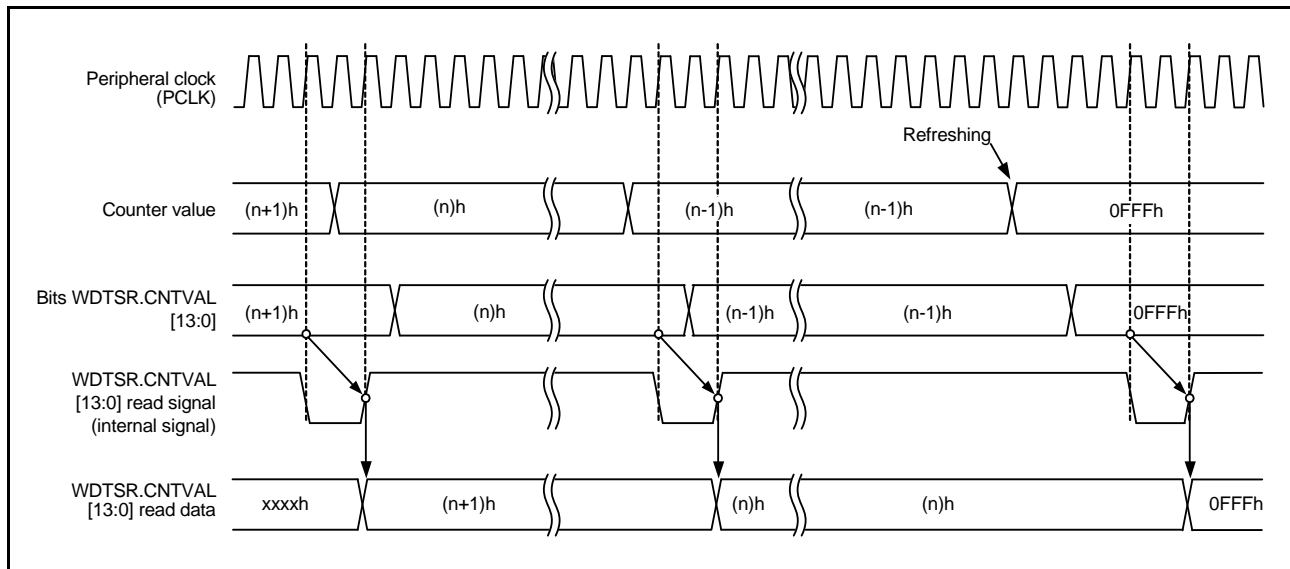 Peripheral clock
(PCLK)
Refreshing
Counter value
(n+1)h
(n)h
(n-1)h
(n-1)h
0FFFh
Bits WDTSR.CNTVAL
[13:0]
(n+1)h
(n)h
(n-1)h
(n-1)h
0FFFh
WDTSR.CNTVAL
[13:0] read signal
(internal signal)
WDTSR.CNTVAL
[13:0] read data
xxxxh
(n+1)h
(n)h
(n)h
0FFFh